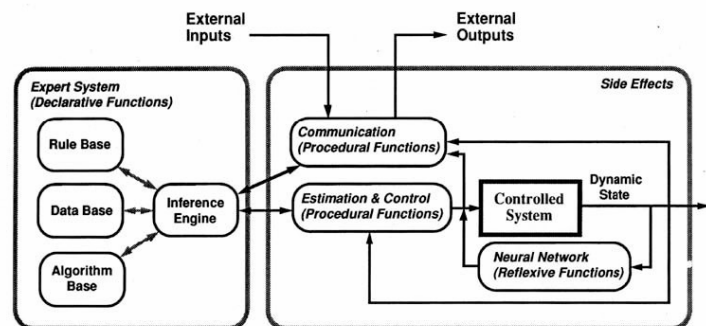 External
Inputs
External
Outputs
Expert System
(Declarative Functions)
Side Effects
Rule Base
Data Base
Algorithm
Base
Inference
Engine
Communication
(Procedural Functions)
Estimation & Control
(Procedural Functions)
Controlled
System
Dynamic
State
Neural Network
(Reflexive Functions)